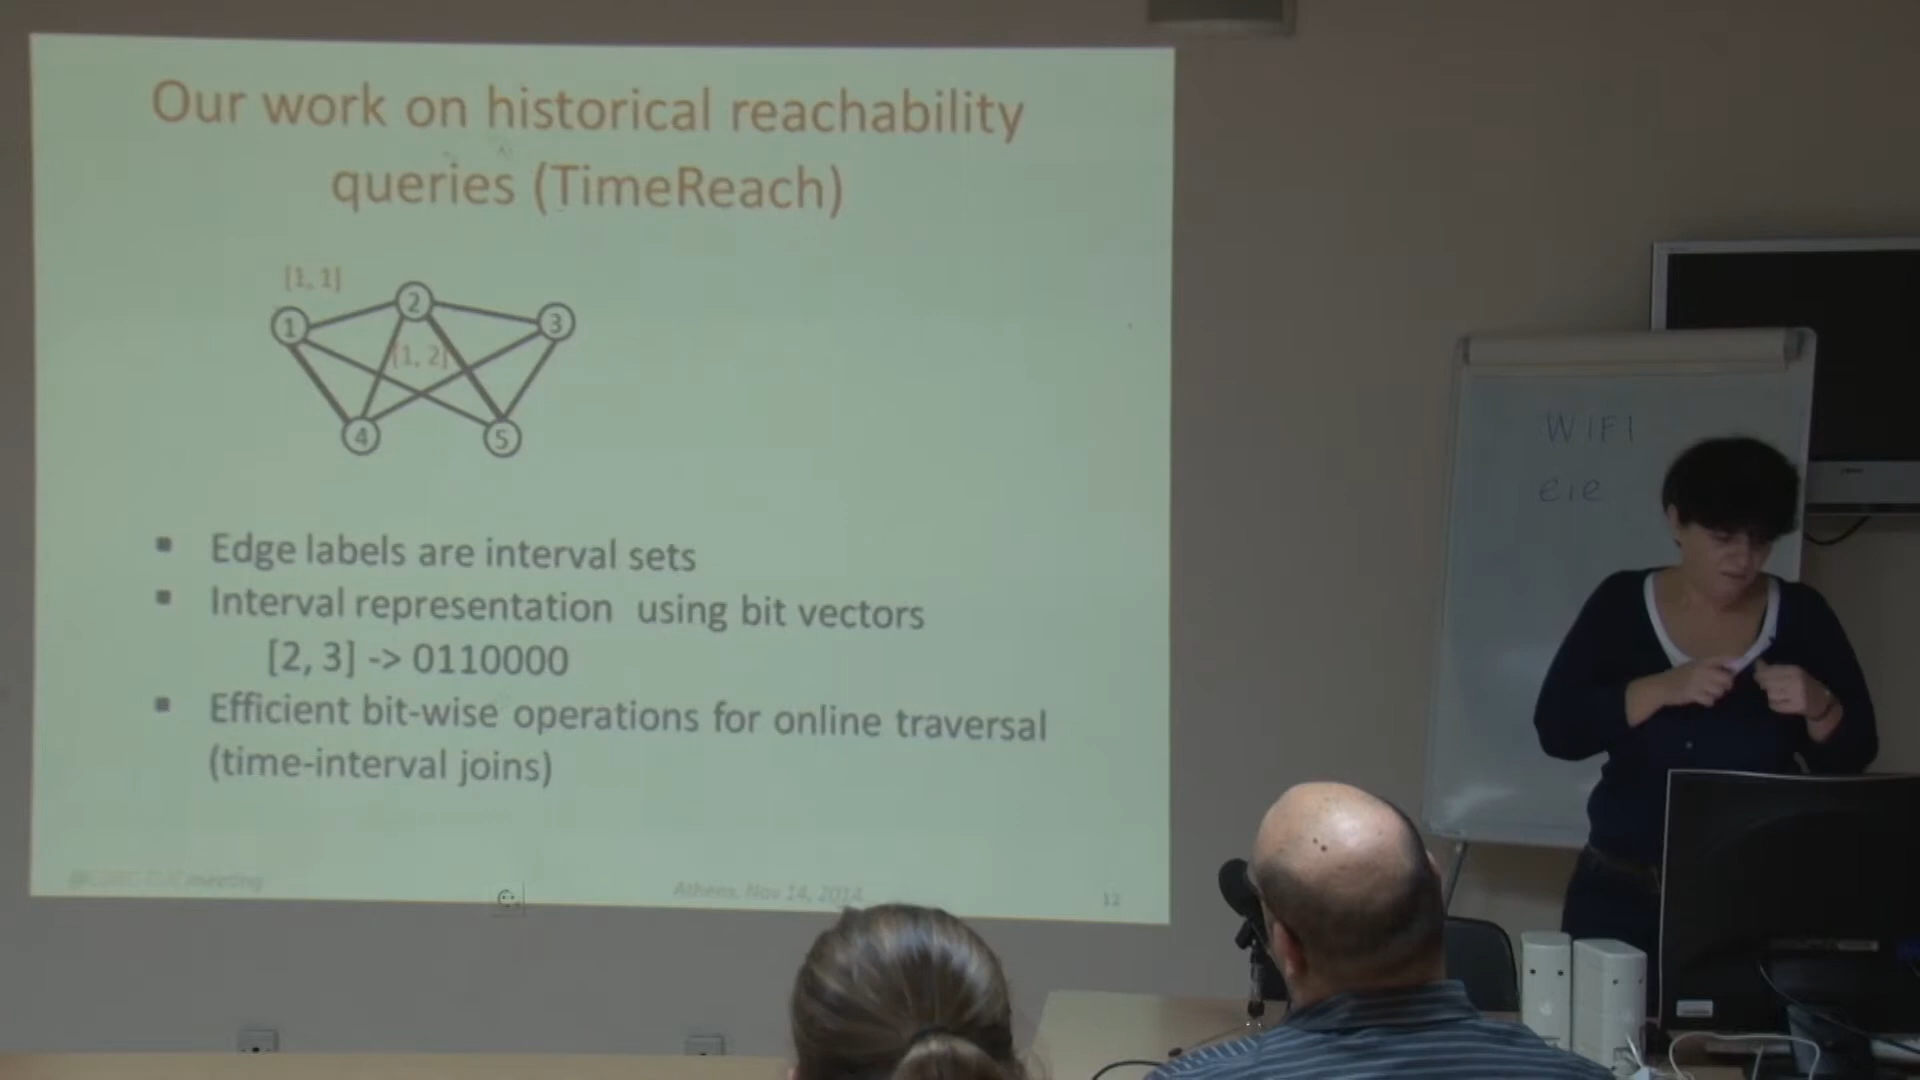 Our work on historical reachability
queries (TimeReach)
[1, 1]
1
2
3
[1, 2]
4
5
Edge labels are interval sets
Interval representation using bit vectors
[2, 3] -> 0110000
Efficient bit-wise operations for online traversal
(time-interval joins)
meeting
Athens, Nov 14, 2014
12
WIFI
eie